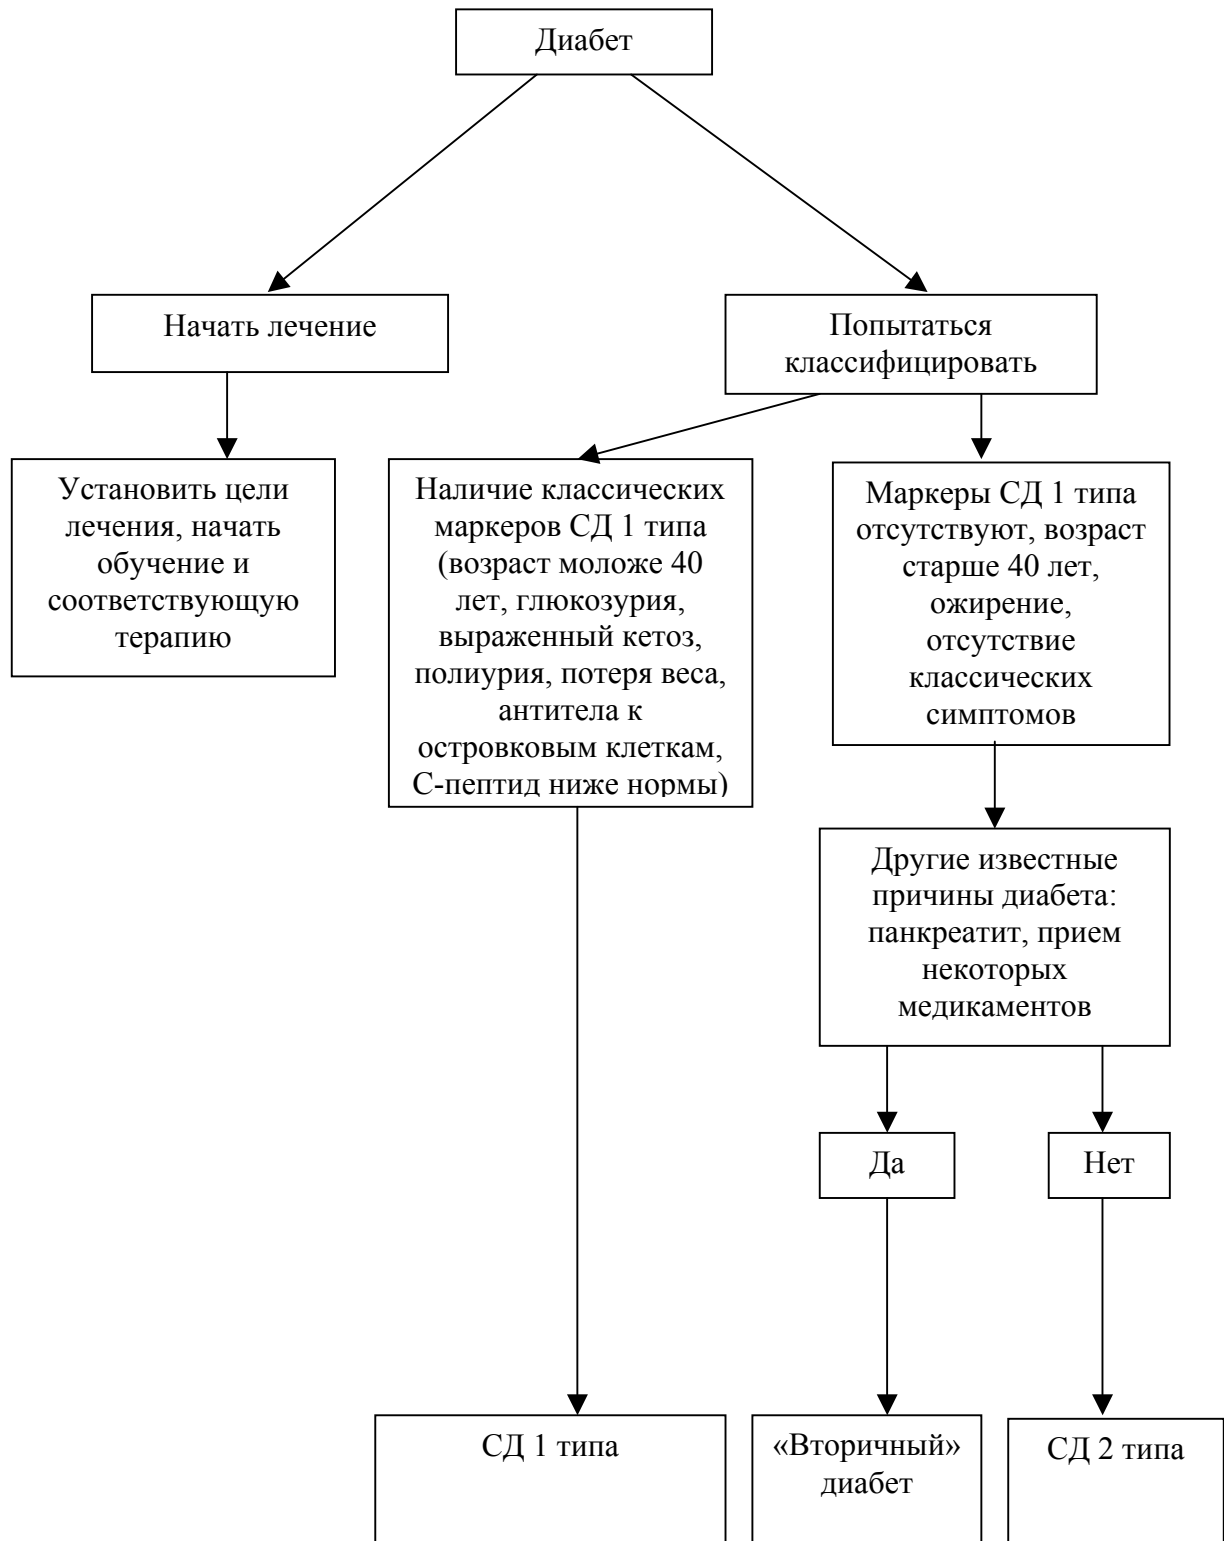 Диабет
Начать лечение
Попытаться
классифицировать
Установить цели
лечения, начать
обучение и
соответствующую
терапию
Наличие классических
маркеров СД 1 типа
(возраст моложе 40
лет, глюкозурия,
выраженный кетоз,
полиурия, потеря веса,
антитела к
островковым клеткам,
С-пептид ниже нормы)
Маркеры СД 1 типа
отсутствуют, возраст
старше 40 лет,
ожирение,
отсутствие
классических
симптомов
Другие известные
причины диабета:
панкреатит, прием
некоторых
медикаментов
Да
Нет
СД 1 типа
«Вторичный»
диабет
СД 2 типа